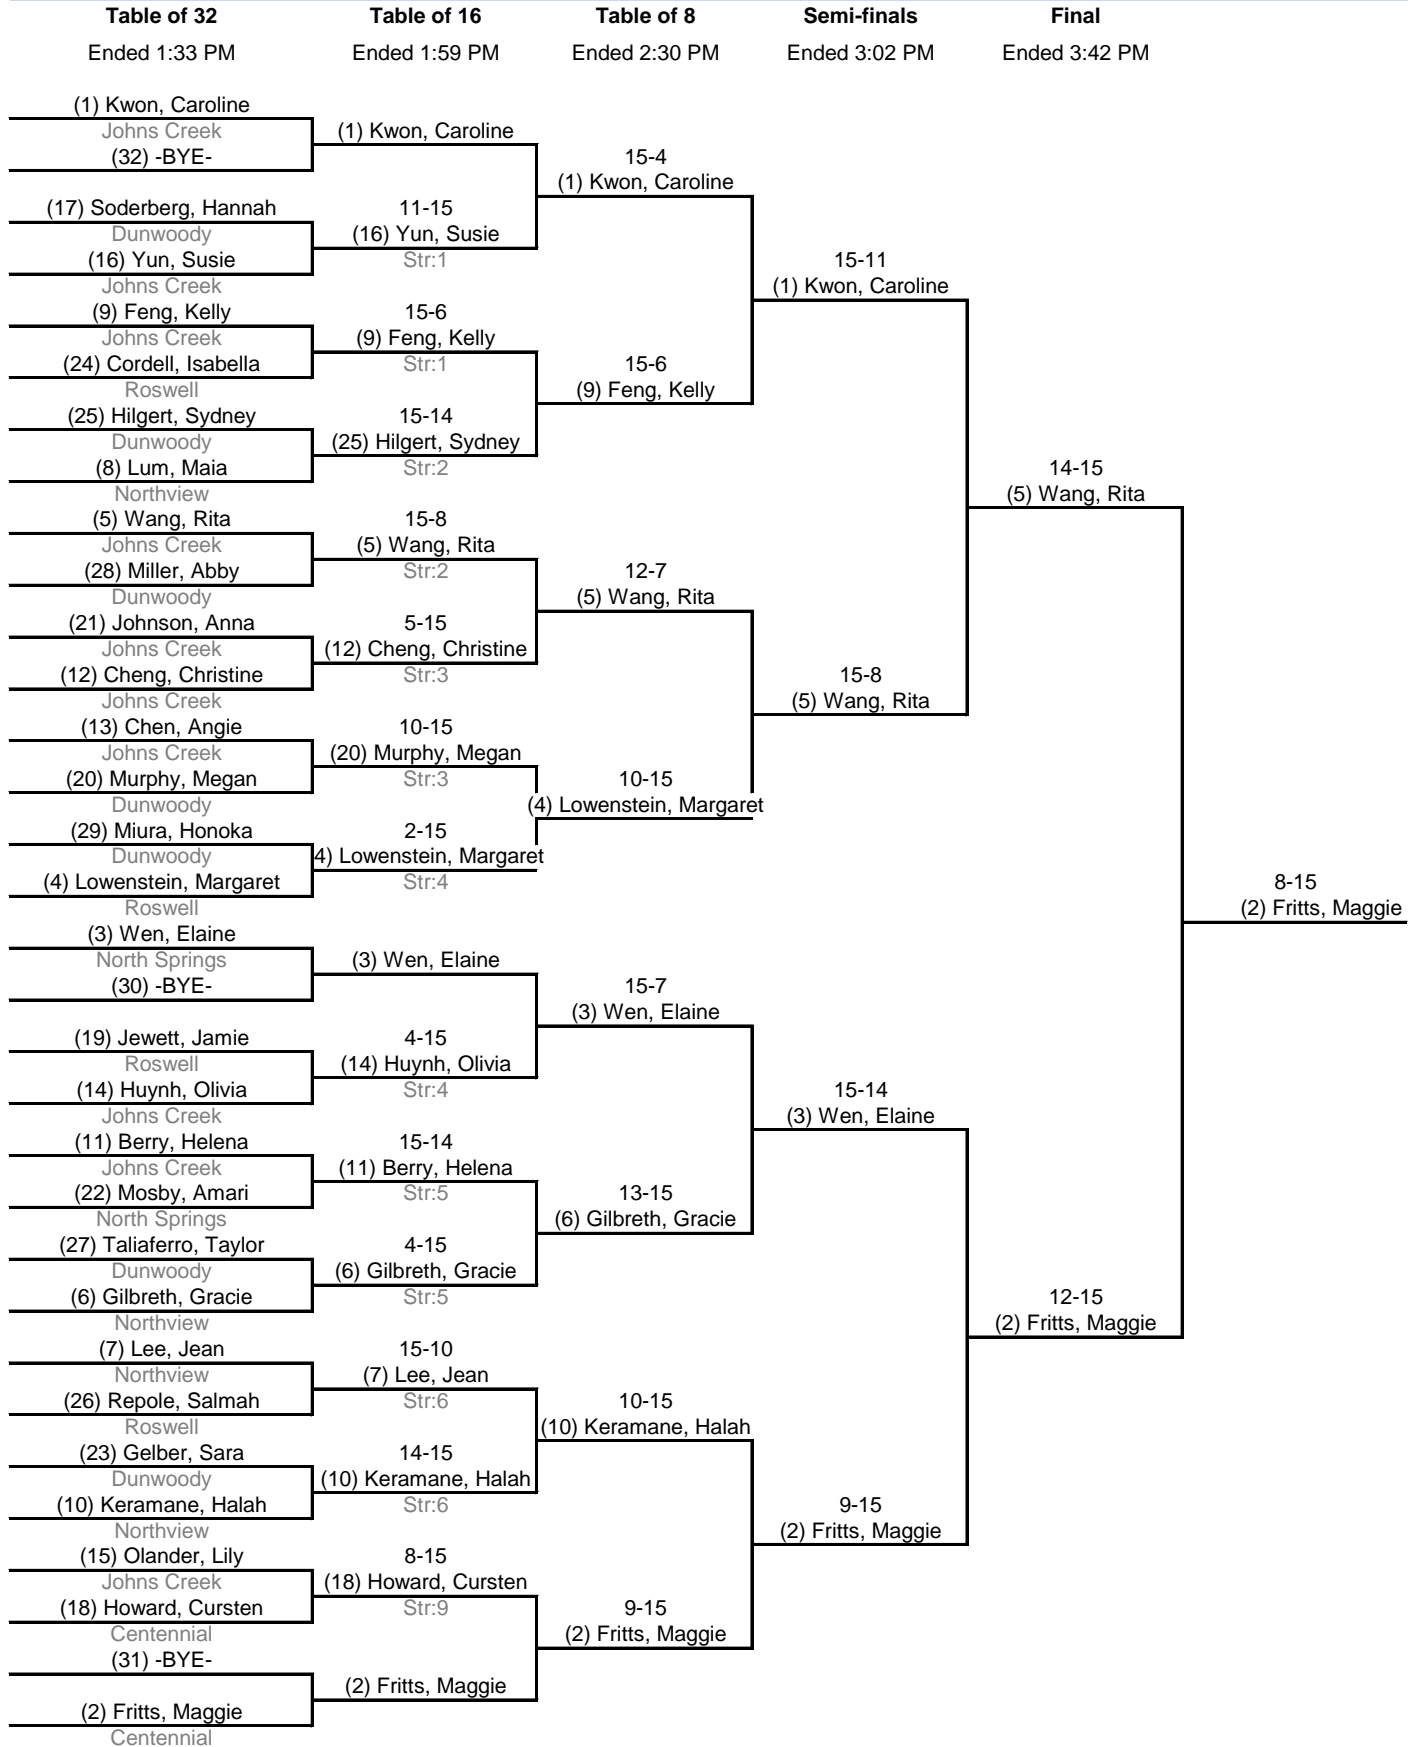 Table of 32 Table of 16 Table of 8 Semi-finals Final
Ended 1:33 PM Ended 1:59 PM Ended 2:30 PM Ended 3:02 PM Ended 3:42 PM
(1) Kwon, Caroline
Johns Creek (1) Kwon, Caroline
(32) -BYE- 15-4
(1) Kwon, Caroline
(17) Soderberg, Hannah 11-15
Dunwoody (16) Yun, Susie
(16) Yun, Susie Str:1 15-11
Johns Creek (1) Kwon, Caroline
(9) Feng, Kelly 15-6
Johns Creek (9) Feng, Kelly
(24) Cordell, Isabella Str:1 15-6
Roswell (9) Feng, Kelly
(25) Hilgert, Sydney 15-14
Dunwoody (25) Hilgert, Sydney
(8) Lum, Maia Str:2 14-15
Northview (5) Wang, Rita
(5) Wang, Rita 15-8
Johns Creek (5) Wang, Rita
(28) Miller, Abby Str:2 12-7
Dunwoody (5) Wang, Rita
(21) Johnson, Anna 5-15
Johns Creek (12) Cheng, Christine
(12) Cheng, Christine Str:3 15-8
Johns Creek (5) Wang, Rita
(13) Chen, Angie 10-15
Johns Creek (20) Murphy, Megan
(20) Murphy, Megan Str:3 10-15
Dunwoody (4) Lowenstein, Margaret
(29) Miura, Honoka 2-15
Dunwoody 4) Lowenstein, Margaret
(4) Lowenstein, Margaret Str:4 8-15
Roswell (2) Fritts, Maggie
(3) Wen, Elaine
North Springs (3) Wen, Elaine
(30) -BYE- 15-7
(3) Wen, Elaine
(19) Jewett, Jamie 4-15
Roswell (14) Huynh, Olivia
(14) Huynh, Olivia Str:4 15-14
Johns Creek (3) Wen, Elaine
(11) Berry, Helena 15-14
Johns Creek (11) Berry, Helena
(22) Mosby, Amari Str:5 13-15
North Springs (6) Gilbreth, Gracie
(27) Taliaferro, Taylor 4-15
Dunwoody (6) Gilbreth, Gracie
(6) Gilbreth, Gracie Str:5 12-15
Northview (2) Fritts, Maggie
(7) Lee, Jean 15-10
Northview (7) Lee, Jean
(26) Repole, Salmah Str:6 10-15
Roswell (10) Keramane, Halah
(23) Gelber, Sara 14-15
Dunwoody (10) Keramane, Halah
(10) Keramane, Halah Str:6 9-15
Northview (2) Fritts, Maggie
(15) Olander, Lily 8-15
Johns Creek (18) Howard, Cursten
(18) Howard, Cursten Str:9 9-15
Centennial (2) Fritts, Maggie
(31) -BYE-
(2) Fritts, Maggie
(2) Fritts, Maggie
Centennial